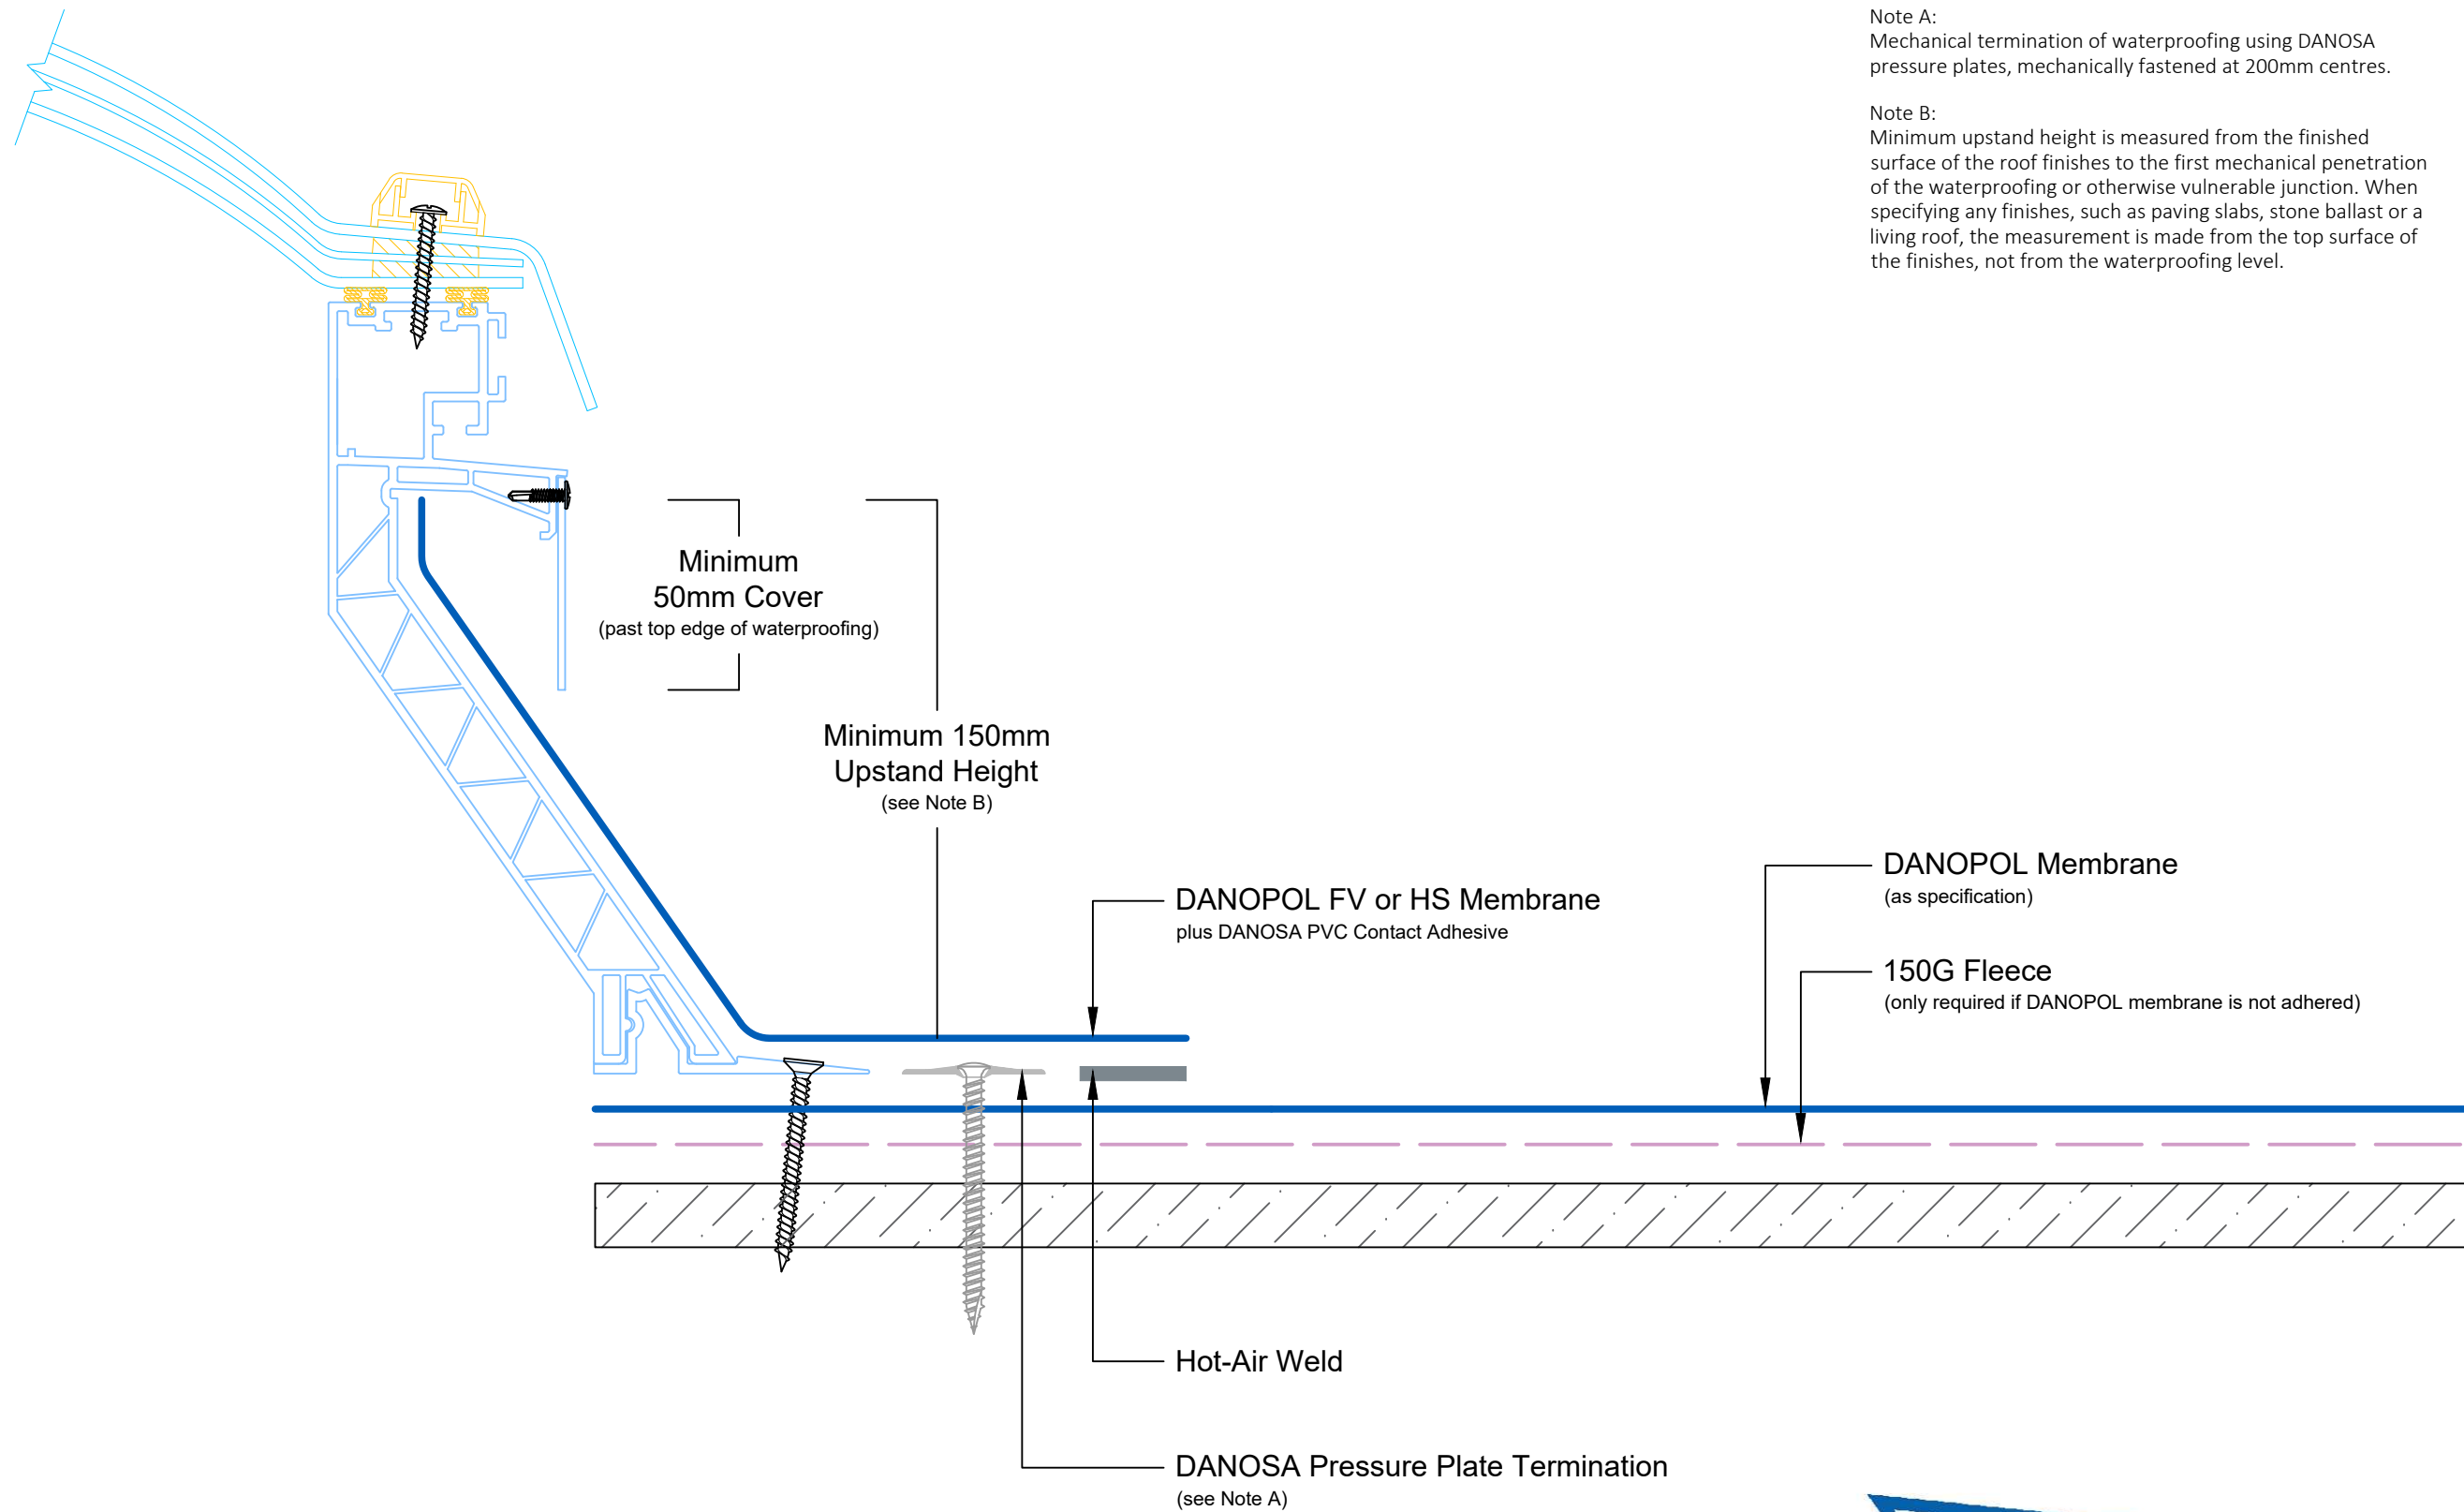 Note A:
Mechanical termination of waterproofing using DANOSA
pressure plates, mechanically fastened at 200mm centres.
Note B:
Minimum upstand height is measured from the finished
surface of the roof finishes to the first mechanical penetration
of the waterproofing or otherwise vulnerable junction. When
specifying any finishes, such as paving slabs, stone ballast or a
living roof, the measurement is made from the top surface of
the finishes, not from the waterproofing level.
Minimum
50mm Cover
(past top edge of waterproofing)
Minimum 150mm
Upstand Height
(see Note B)
DANOPOL FV or HS Membrane
plus DANOSA PVC Contact Adhesive
DANOPOL Membrane
(as specification)
150G Fleece
(only required if DANOPOL membrane is not adhered)
Hot-Air Weld
DANOSA Pressure Plate Termination
(see Note A)